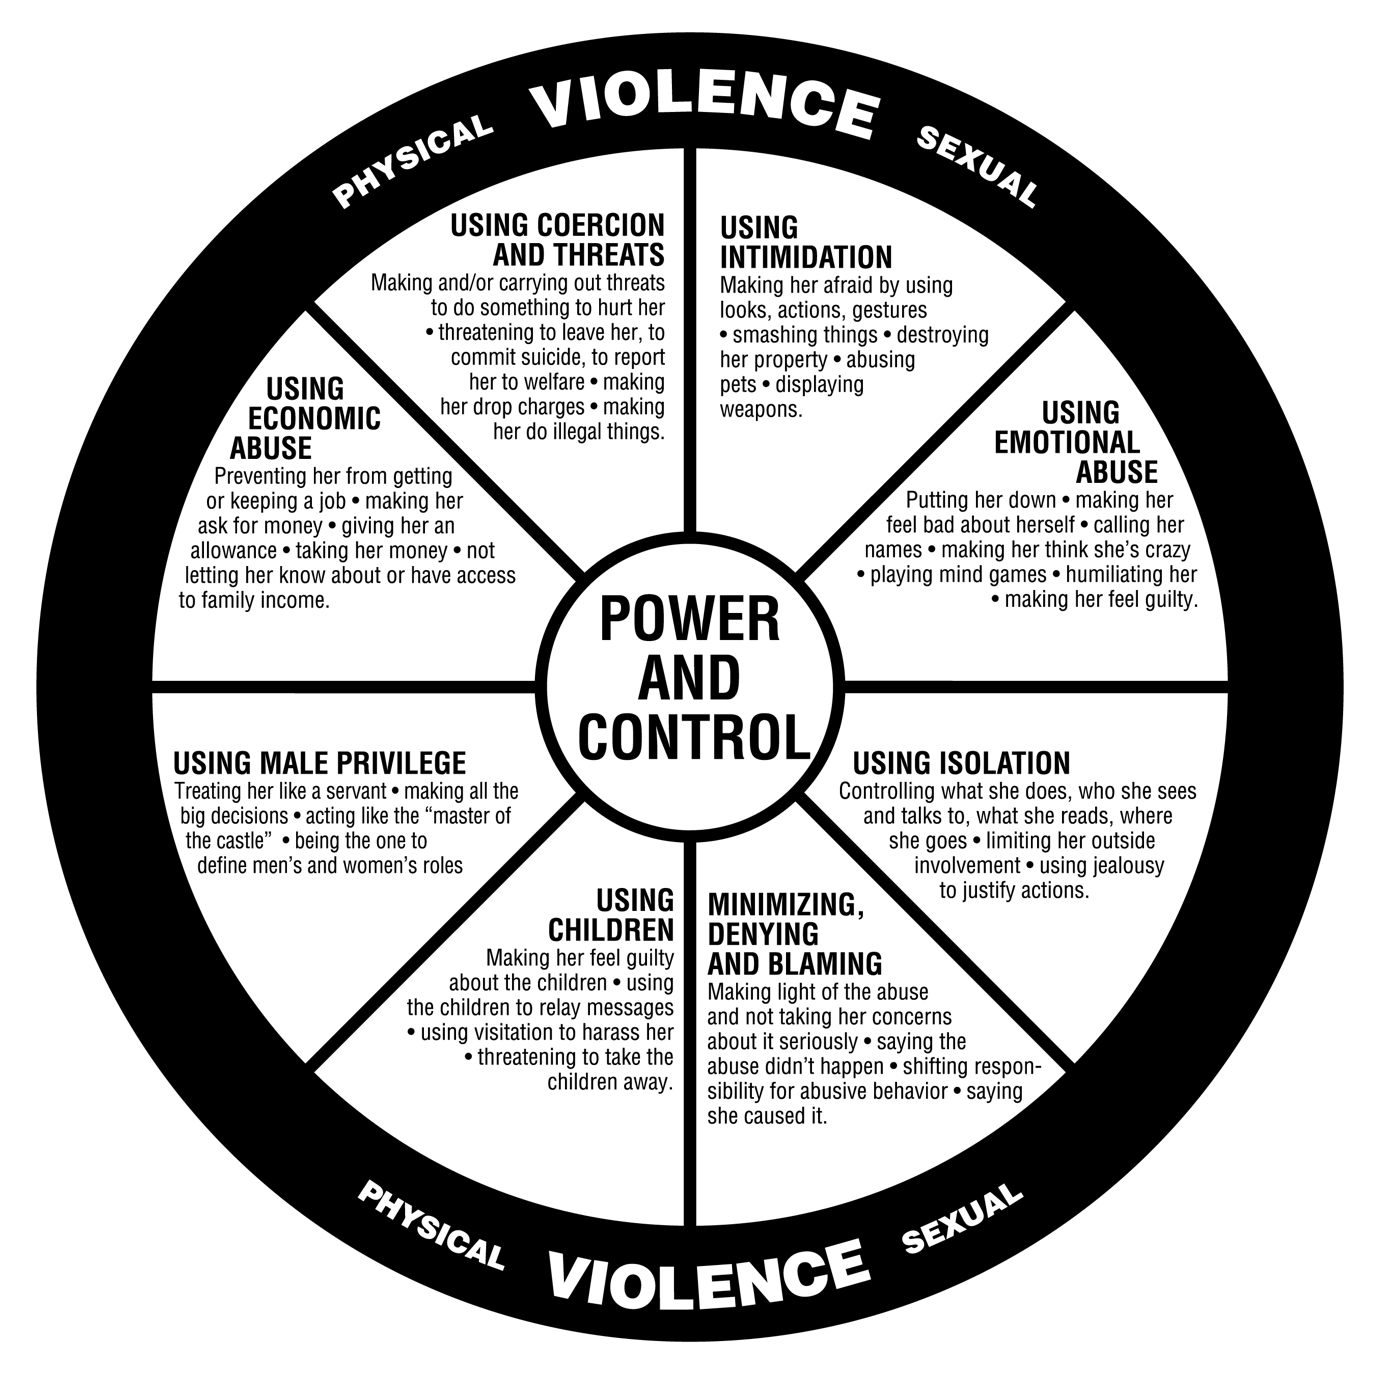 PHYSICAL VIOLENCE SEXUAL
USING COERCION
AND THREATS
Making and/or carrying out threats
to do something to hurt her
• threatening to leave her, to
commit suicide, to report
her to welfare • making
her drop charges • making
her do illegal things.
USING
INTIMIDATION
Making her afraid by using
looks, actions, gestures
• smashing things • destroying
her property • abusing
pets • displaying
weapons.
USING
ECONOMIC
ABUSE
Preventing her from getting
or keeping a job • making her
ask for money • giving her an
allowance • taking her money • not
letting her know about or have access
to family income.
USING
EMOTIONAL
ABUSE
Putting her down • making her
feel bad about herself • calling her
names • making her think she’s crazy
• playing mind games • humiliating her
• making her feel guilty.
POWER
AND
CONTROL
USING MALE PRIVILEGE
Treating her like a servant • making all the
big decisions • acting like the “master of
the castle” • being the one to
define men’s and women’s roles
USING ISOLATION
Controlling what she does, who she sees
and talks to, what she reads, where
she goes • limiting her outside
involvement • using jealousy
to justify actions.
USING
CHILDREN
Making her feel guilty
about the children • using
the children to relay messages
• using visitation to harass her
• threatening to take the
children away.
MINIMIZING,
DENYING
AND BLAMING
Making light of the abuse
and not taking her concerns
about it seriously • saying the
abuse didn’t happen • shifting respon-
sibility for abusive behavior • saying
she caused it.
PHYSICAL VIOLENCE SEXUAL